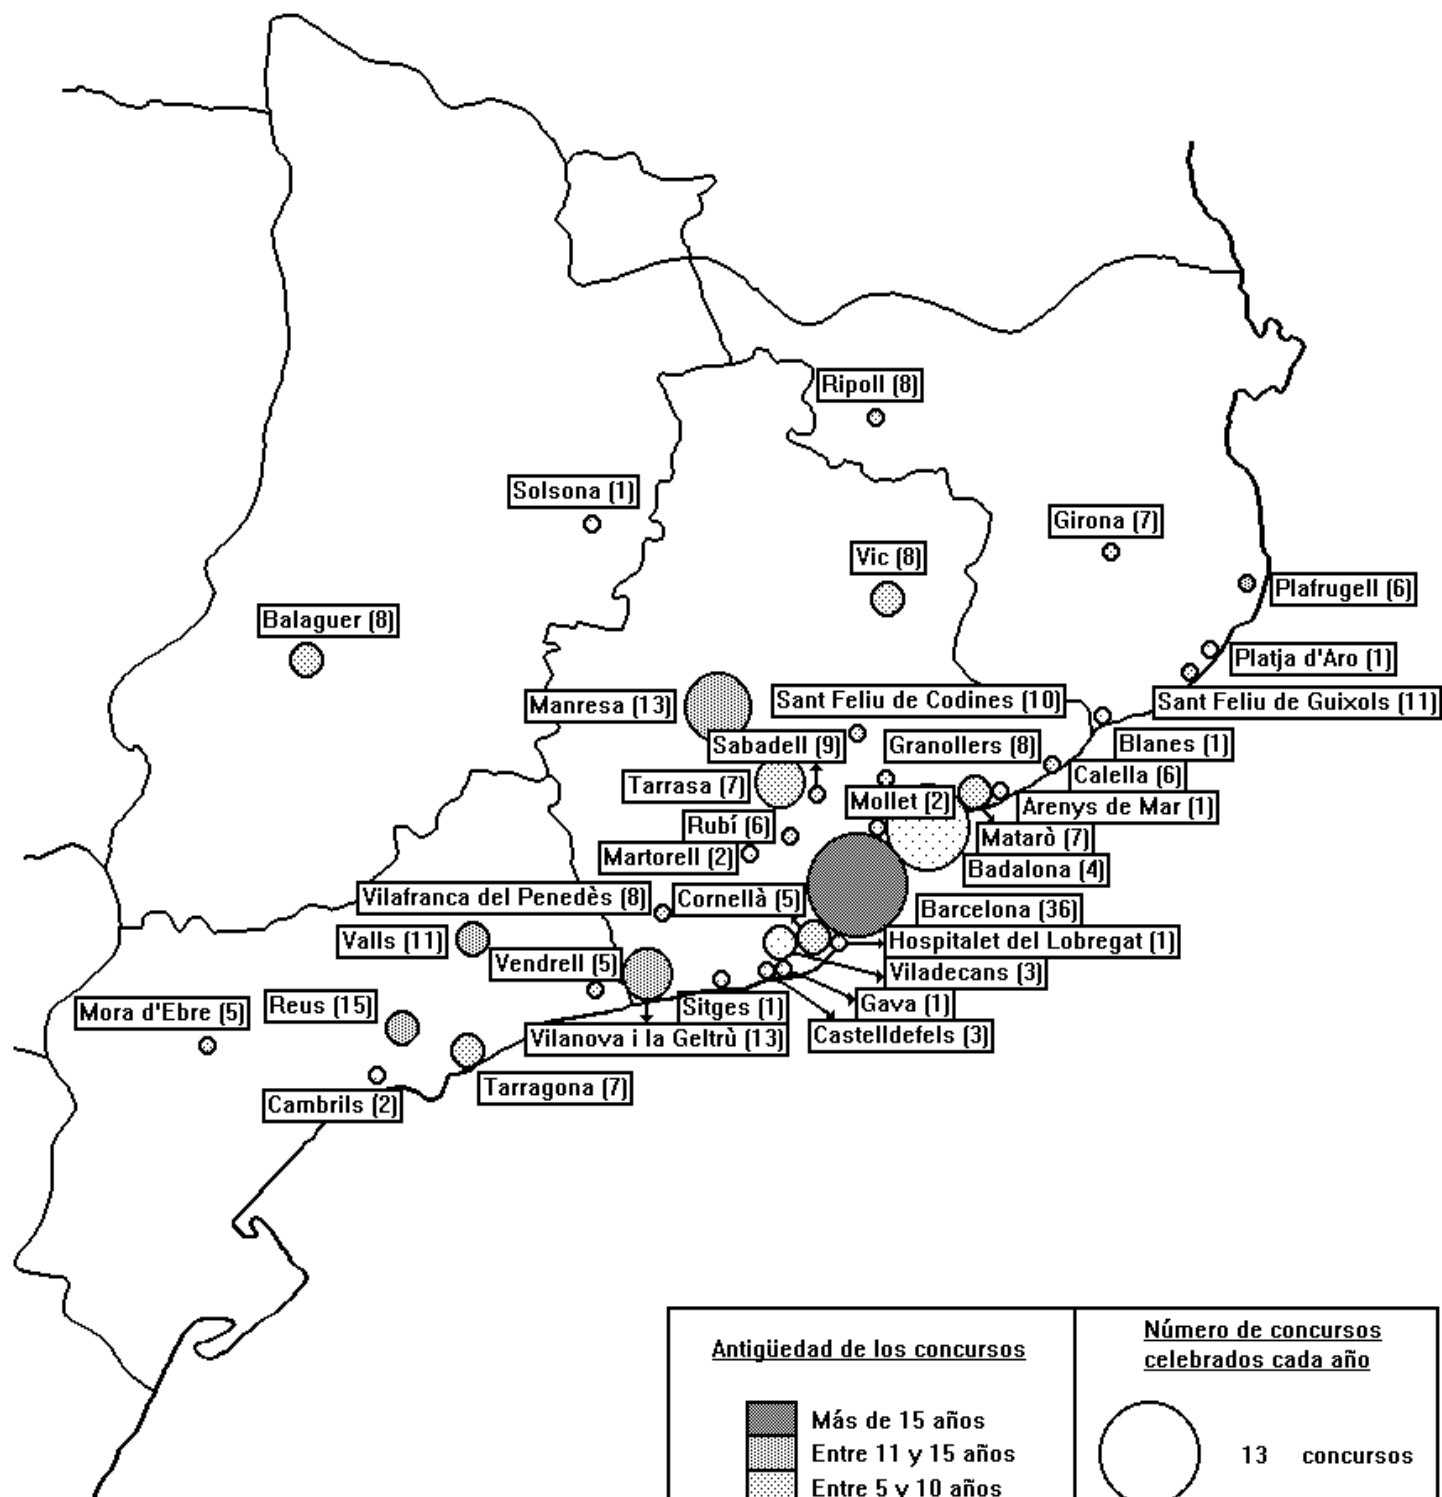 Ripoll (8)
Solsona (1)
Girona (7)
Vic (8)
Plafrugell (6)
Balaguer (8)
Platja d'Aro (1)
Manresa (13)
Sant Feliu de Codines (10)
Sant Feliu de Guixols (11)
Sabadell (9)
Granollers (8)
Blanes (1)
Calella (6)
Tarrasa (7)
Mollet (2)
Arenys de Mar (1)
Rubí (6)
Matarò (7)
Martorell (2)
Badalona (4)
Vilafranca del Penedès (8)
Cornellà (5)
Barcelona (36)
Valls (11)
Hospitalet del Lobregat (1)
Vendrell (5)
Viladecans (3)
Mora d'Ebre (5)
Reus (15)
Sitges (1)
Gava (1)
Vilanova i la Geltrù (13)
Castelldefels (3)
Tarragona (7)
Cambrils (2)
Antigüedad de los concursos
Más de 15 años
Entre 11 y 15 años
Entre 5 y 10 años
Número de concursos
celebrados cada año
13 concursos